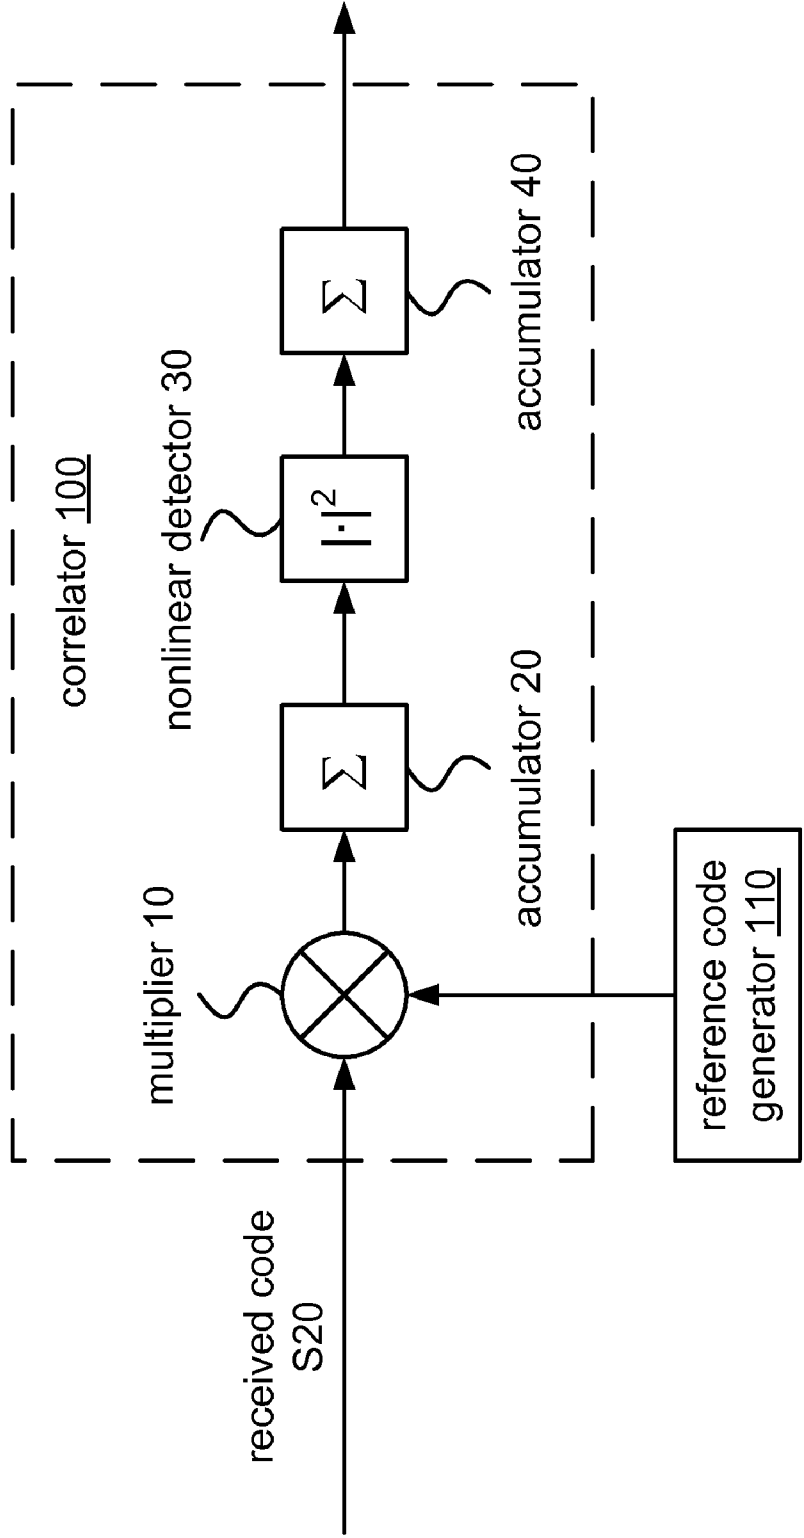 correlator 100
multiplier 10
nonlinear detector 30
received code
S20
Σ
|·|²
Σ
accumulator 20
accumulator 40
reference code
generator 110